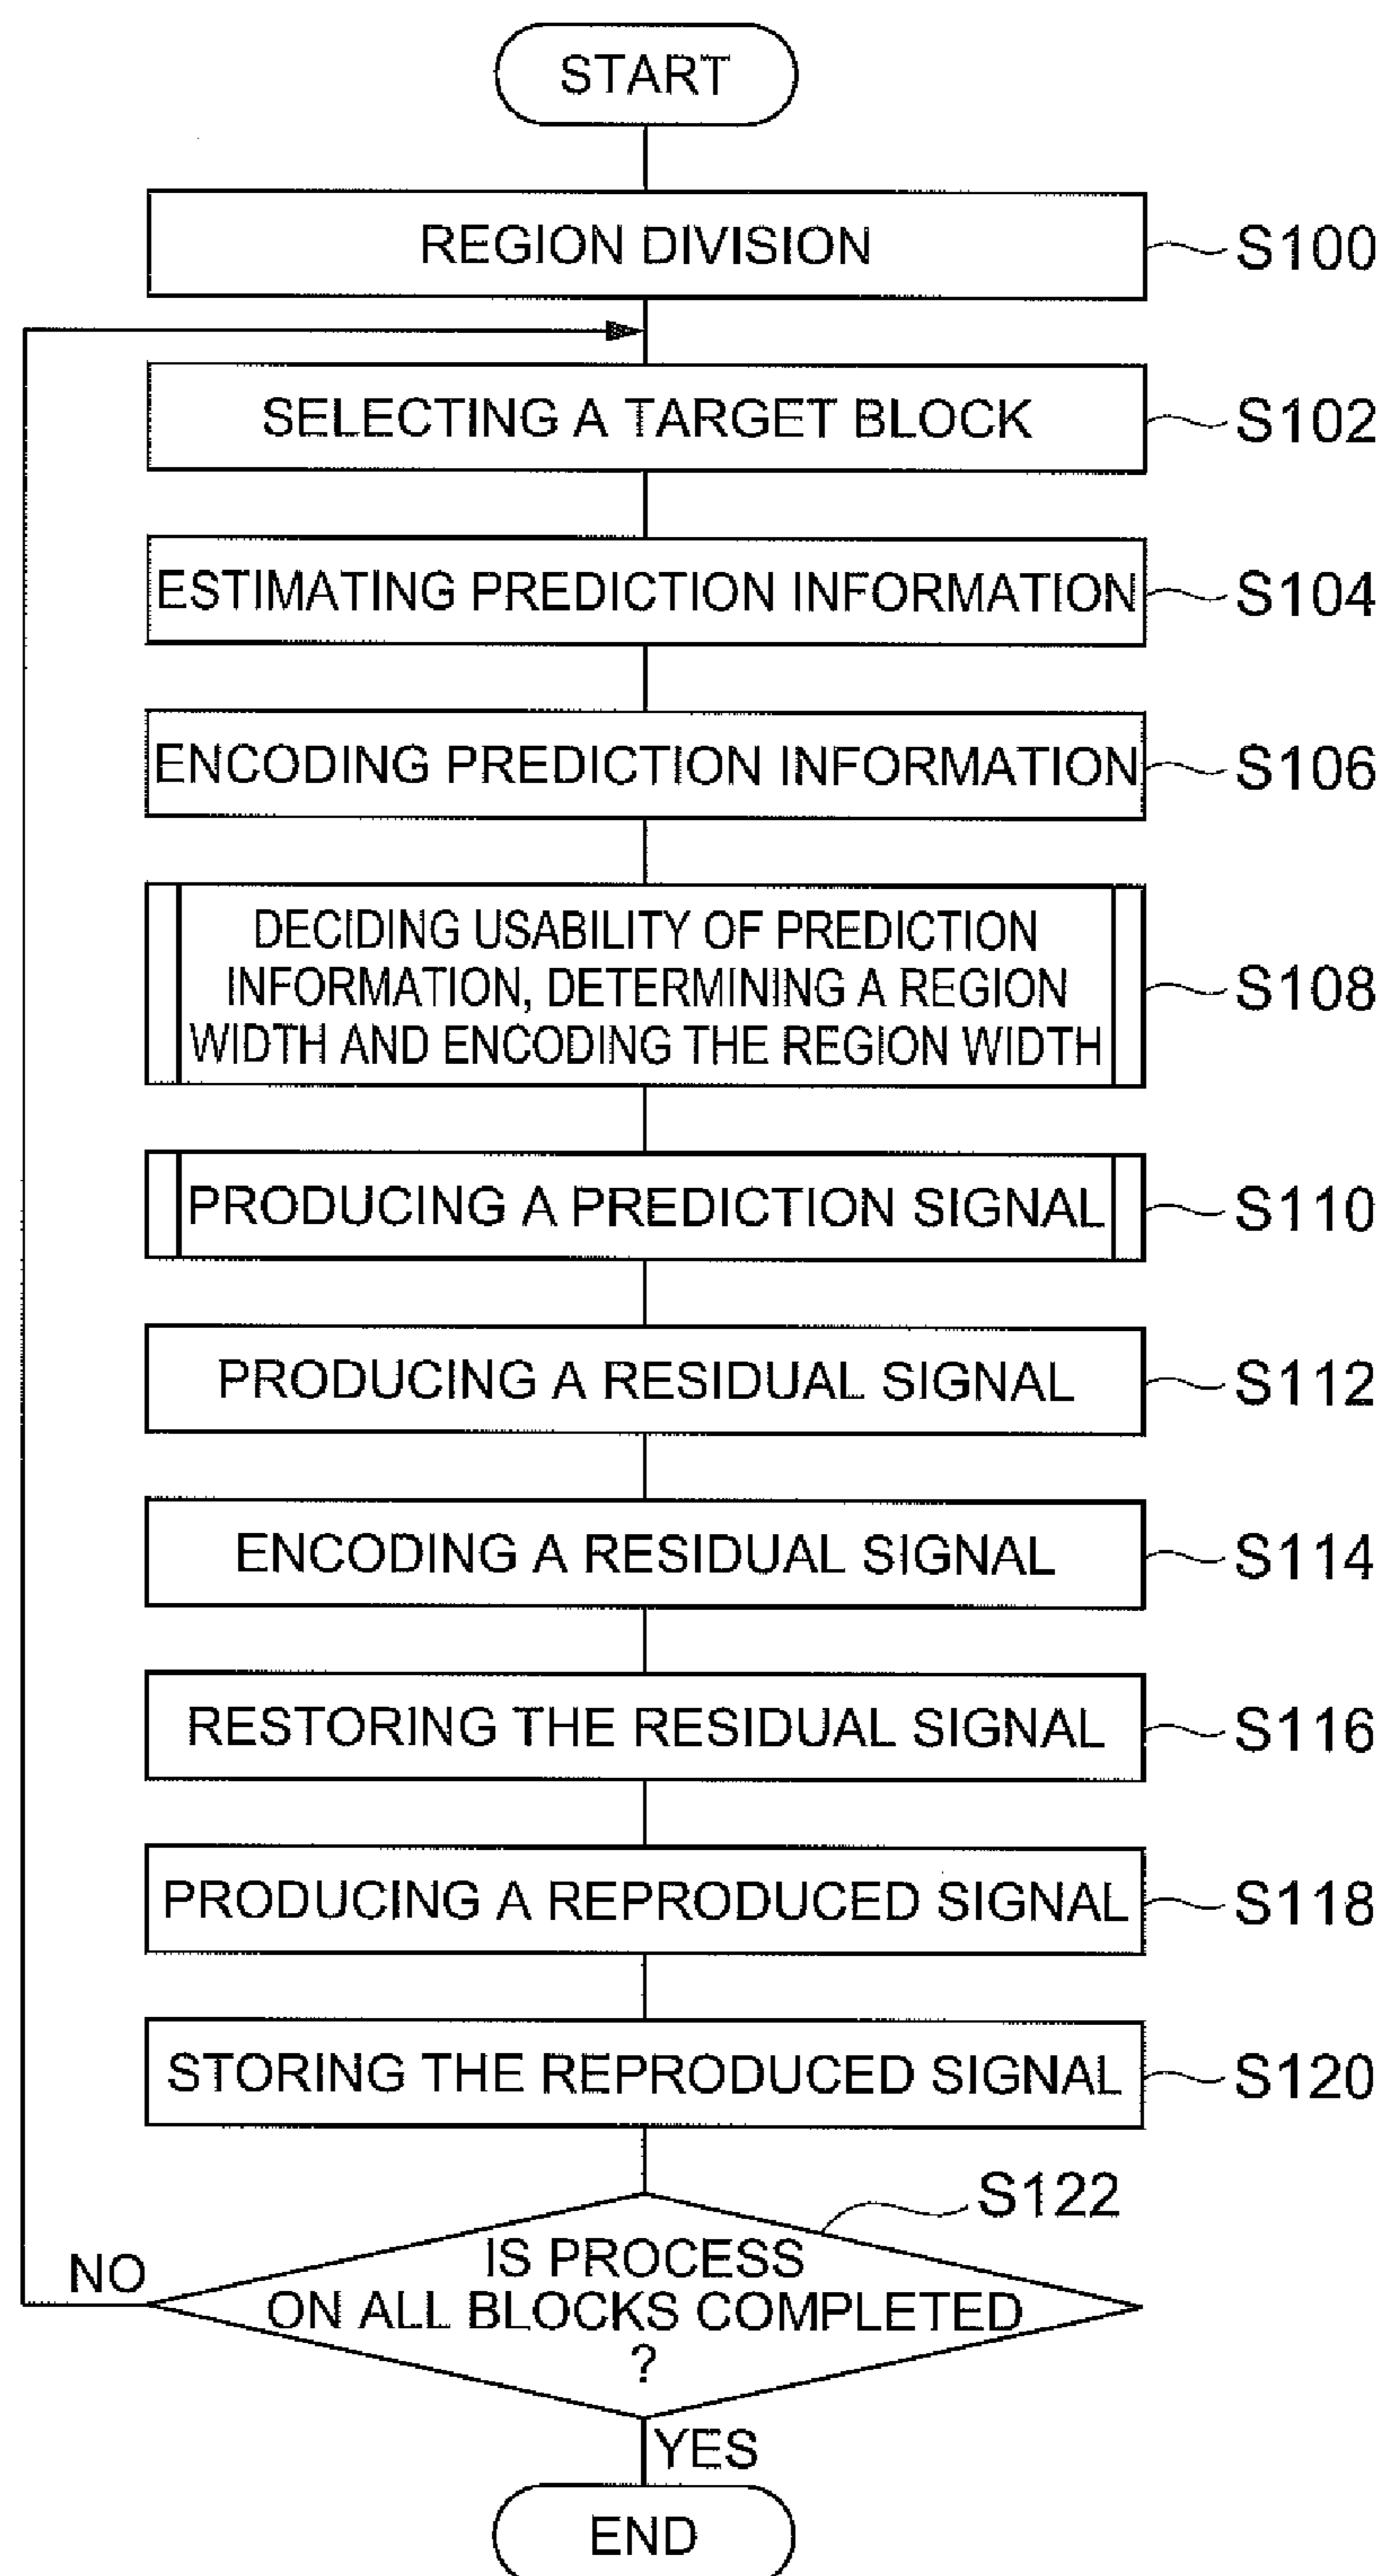 START
REGION DIVISION
S100
SELECTING A TARGET BLOCK
S102
ESTIMATING PREDICTION INFORMATION
S104
ENCODING PREDICTION INFORMATION
S106
DECIDING USABILITY OF PREDICTION
INFORMATION, DETERMINING A REGION
WIDTH AND ENCODING THE REGION WIDTH
S108
PRODUCING A PREDICTION SIGNAL
S110
PRODUCING A RESIDUAL SIGNAL
S112
ENCODING A RESIDUAL SIGNAL
S114
RESTORING THE RESIDUAL SIGNAL
S116
PRODUCING A REPRODUCED SIGNAL
S118
STORING THE REPRODUCED SIGNAL
S120
S122
IS PROCESS
ON ALL BLOCKS COMPLETED
?
NO
YES
END